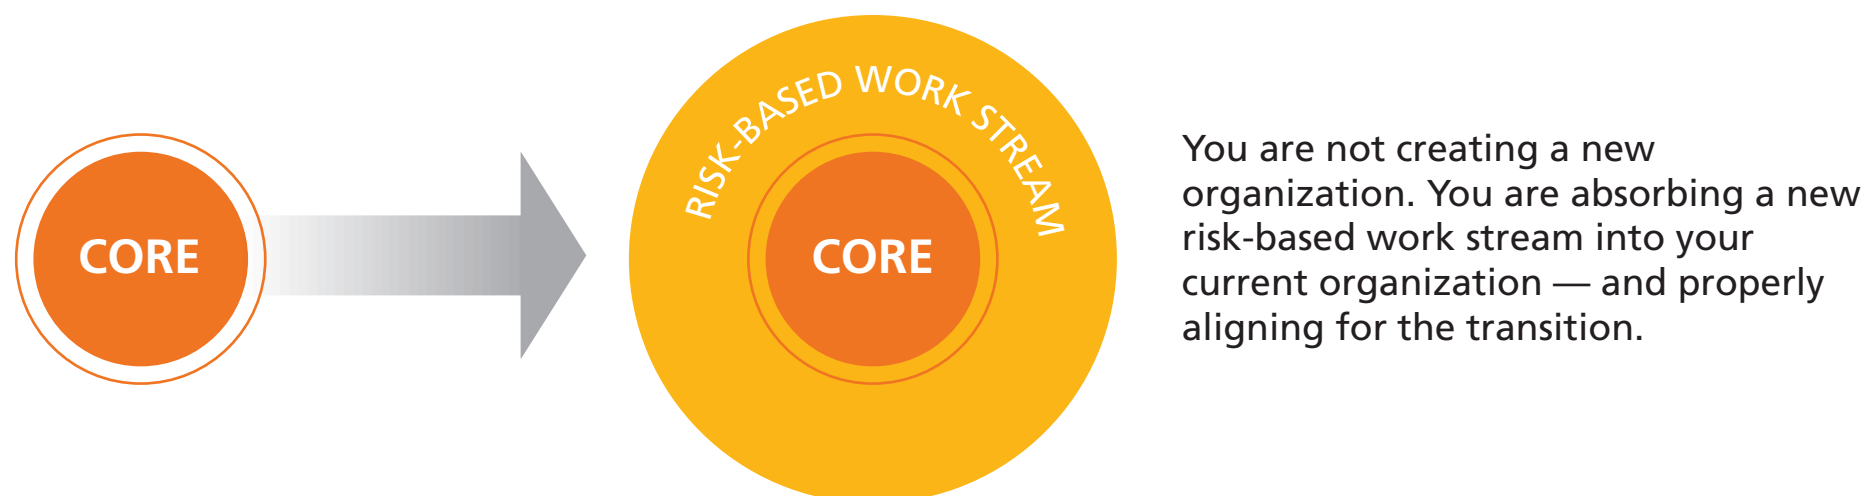 CORE
RISK-BASED WORK STREAM
CORE
You are not creating a new
organization. You are absorbing a new
risk-based work stream into your
current organization — and properly
aligning for the transition.